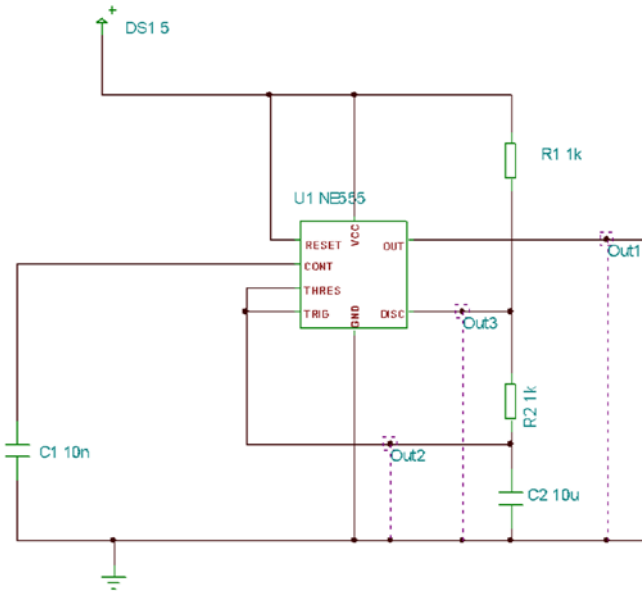 +
DS1 5
R1 1k
U1 NE555
RESET
VCC
OUT
CONT
Out1
THRES
TRIG
GND
DISC
Out3
R2 1k
C1 10n
Out2
C2 10u